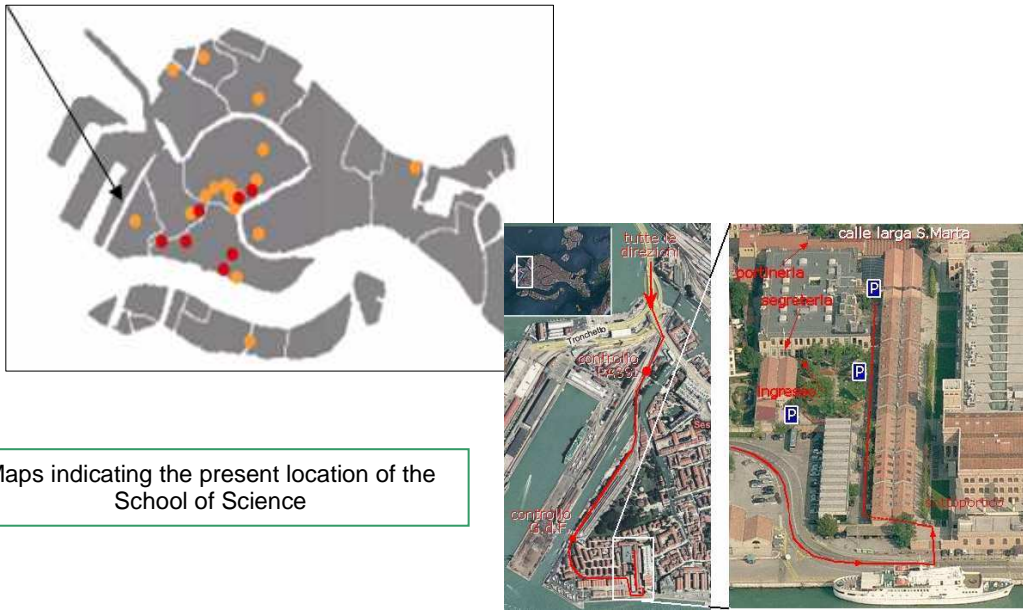 Maps indicating the present location of the
School of Science
tutte le
direzioni
Tronchetto
controllo
PASSI
controllo
G.d.F.
calle larga S.Marta
portineria
segreteria
Ingresso
P
P
P
sottoportico